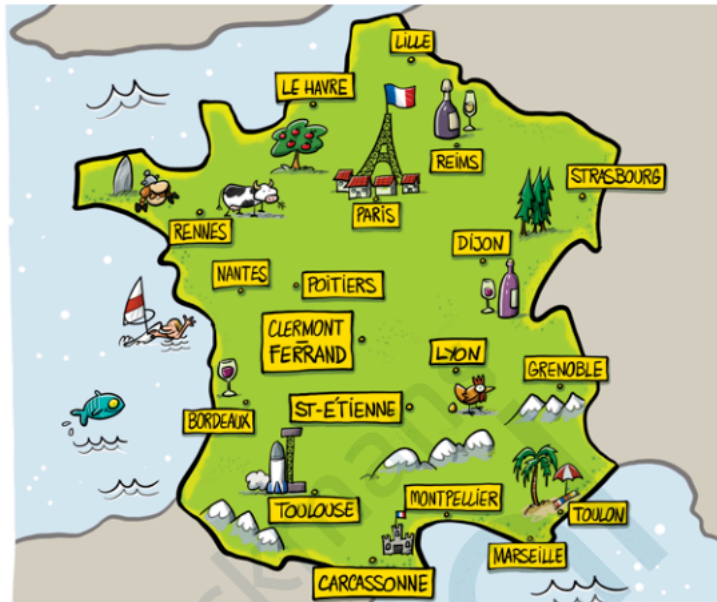 LILLE
LE HAVRE
REIMS
STRASBOURG
PARIS
RENNES
DIJON
NANTES
POITIERS
CLERMONT
-
FERRAND
LYON
GRENOBLE
BORDEAUX
ST-ÉTIENNE
TOULOUSE
MONTPELLIER
TOULON
MARSEILLE
CARCASSONNE